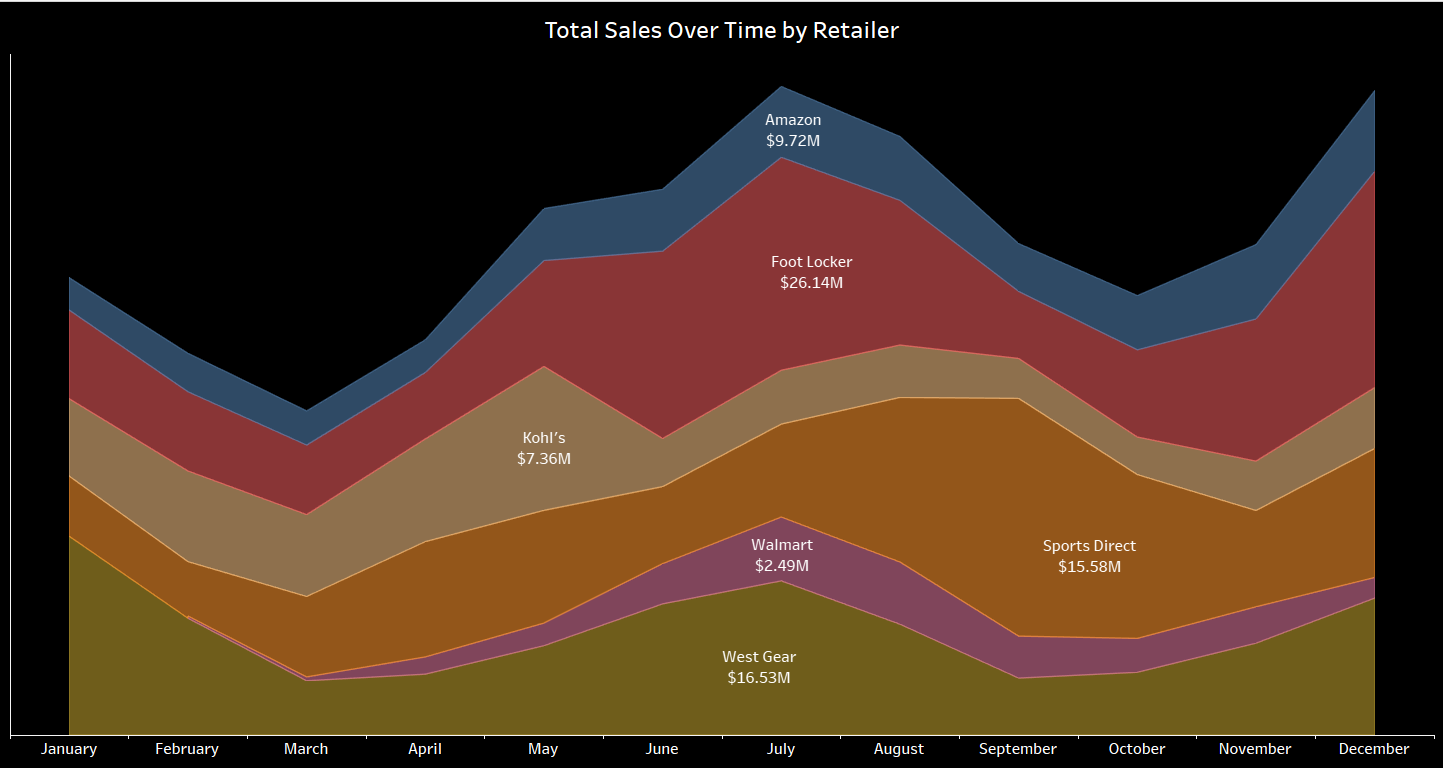 Total Sales Over Time by Retailer
Amazon
$9.72M
Foot Locker
$26.14M
Kohl’s
$7.36M
Walmart
$2.49M
Sports Direct
$15.58M
West Gear
$16.53M
January February March April May June July August September October November December